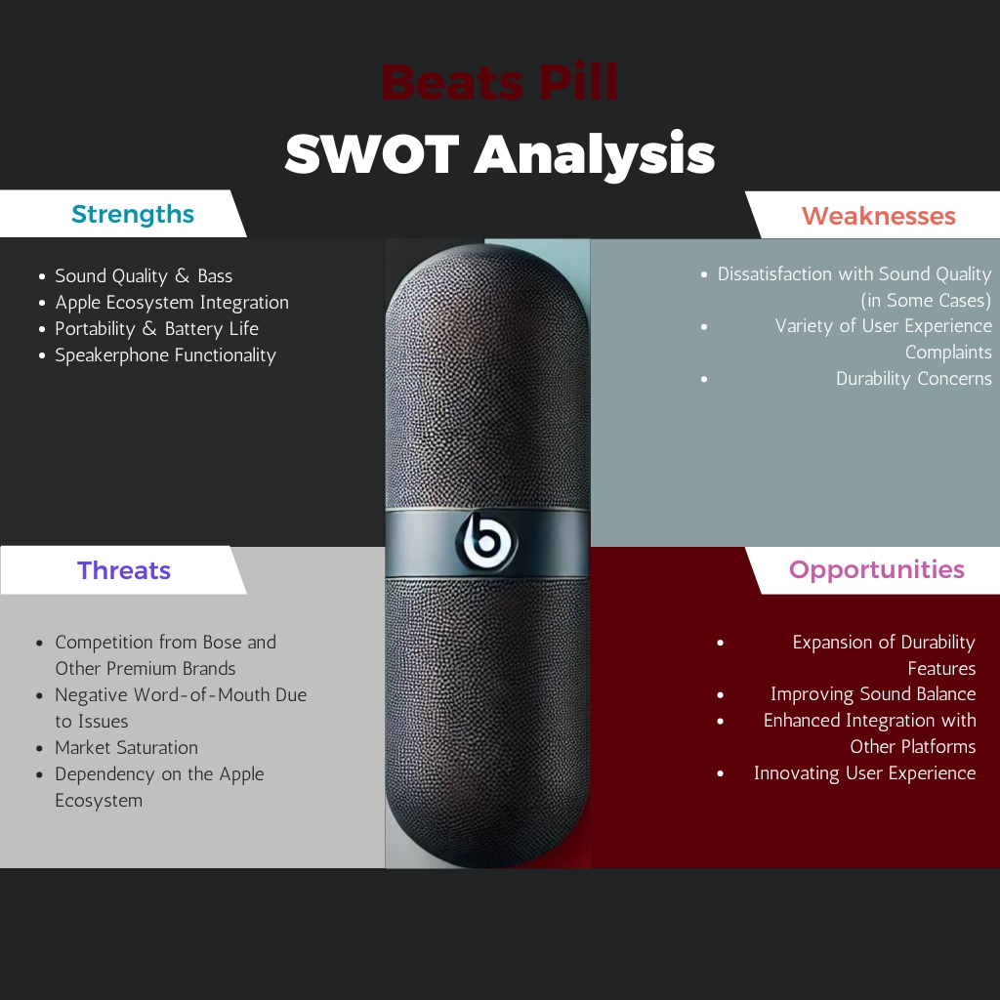 Beats Pill
SWOT Analysis
Strengths
• Sound Quality & Bass
• Apple Ecosystem Integration
• Portability & Battery Life
• Speakerphone Functionality
Weaknesses
• Dissatisfaction with Sound Quality
(in Some Cases)
• Variety of User Experience
Complaints
• Durability Concerns
Threats
• Competition from Bose and
Other Premium Brands
• Negative Word-of-Mouth Due
to Issues
• Market Saturation
• Dependency on the Apple
Ecosystem
Opportunities
• Expansion of Durability
Features
• Improving Sound Balance
• Enhanced Integration with
Other Platforms
• Innovating User Experience
b